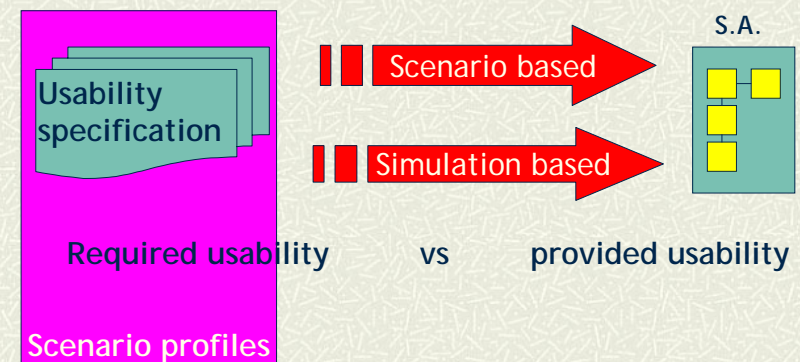 S.A.
Scenario based
Usability
specification
Simulation based
Required usability vs provided usability
Scenario profiles